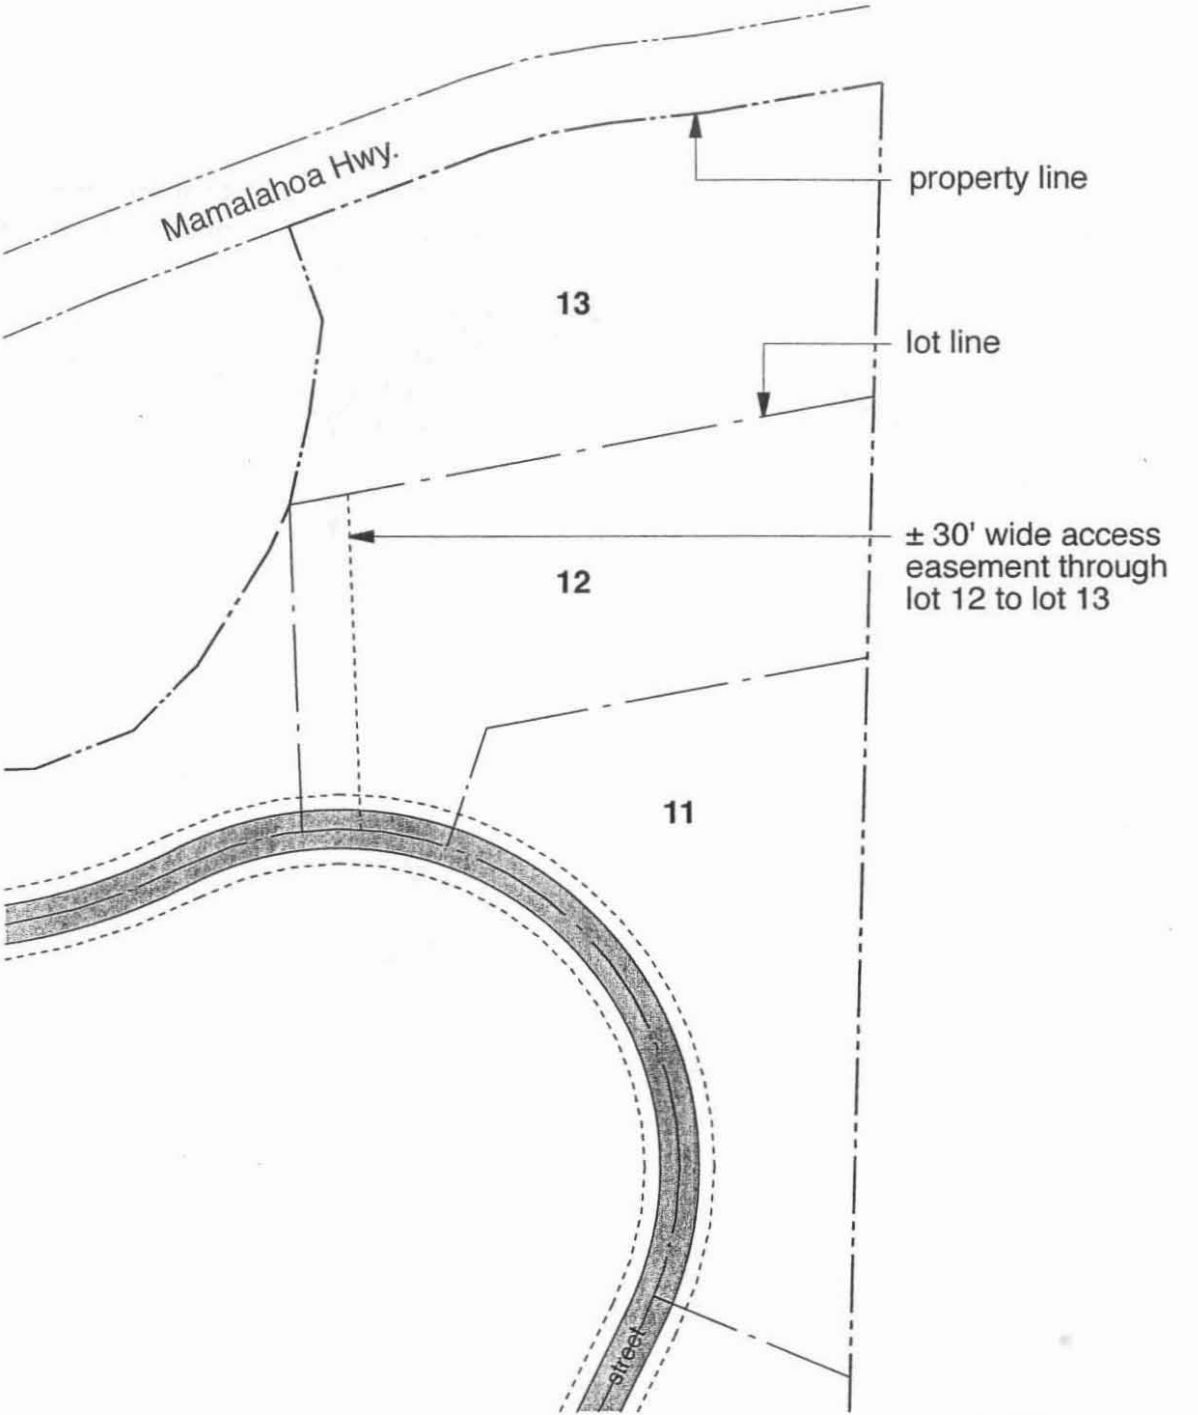 Mamalahoa Hwy.
property line
13
lot line
± 30' wide access
easement through
lot 12 to lot 13
12
11
street